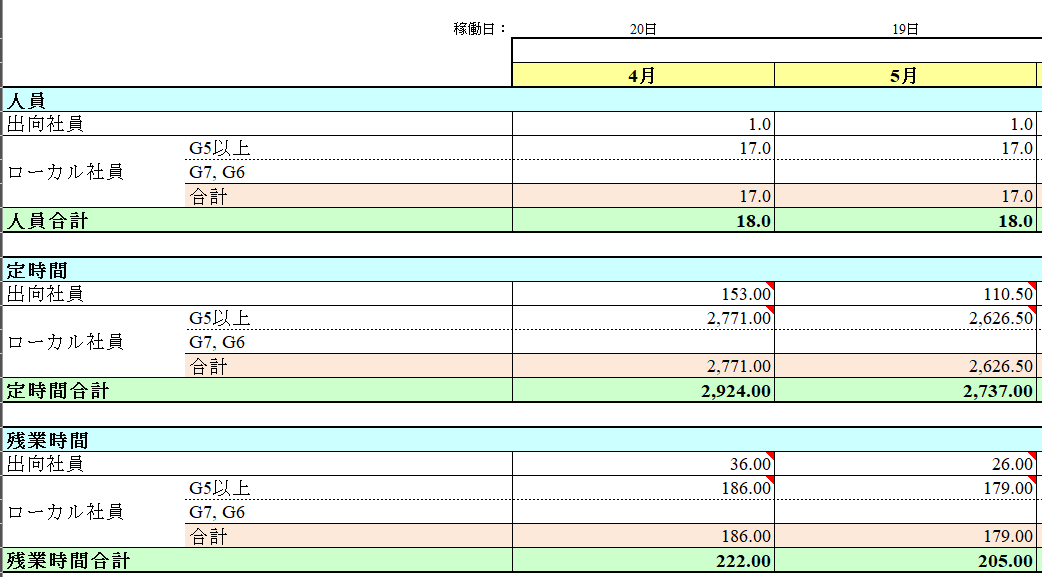 稼働日： 20日 19日
4月 5月
人員
出向社員 1.0 1.0
G5以上 17.0 17.0
ローカル社員 G7, G6
合計 17.0 17.0
人員合計 18.0 18.0
定時間
出向社員 153.00 110.50
G5以上 2,771.00 2,626.50
ローカル社員 G7, G6
合計 2,771.00 2,626.50
定時間合計 2,924.00 2,737.00
残業時間
出向社員 36.00 26.00
G5以上 186.00 179.00
ローカル社員 G7, G6
合計 186.00 179.00
残業時間合計 222.00 205.00